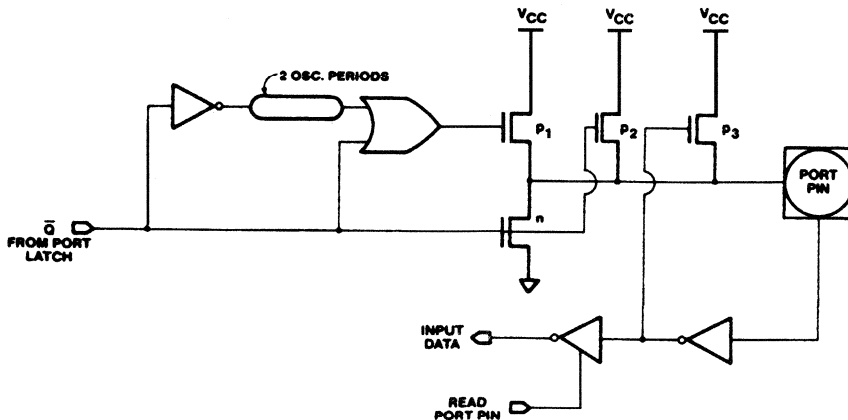 VCC
VCC
VCC
2 OSC. PERIODS
P1
P2
P3
PORT
PIN
n
Q̅
FROM PORT
LATCH
INPUT
DATA
READ
PORT PIN